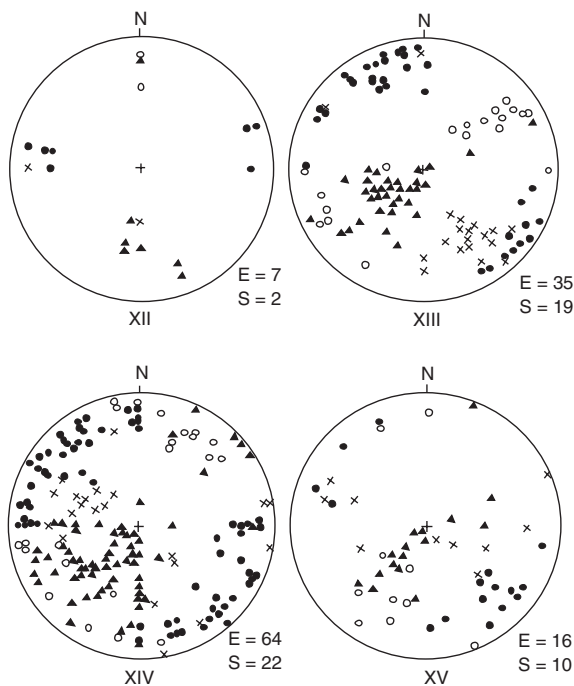 N
N
E = 7
S = 2
XII
E = 35
S = 19
XIII
N
N
E = 64
S = 22
XIV
E = 16
S = 10
XV